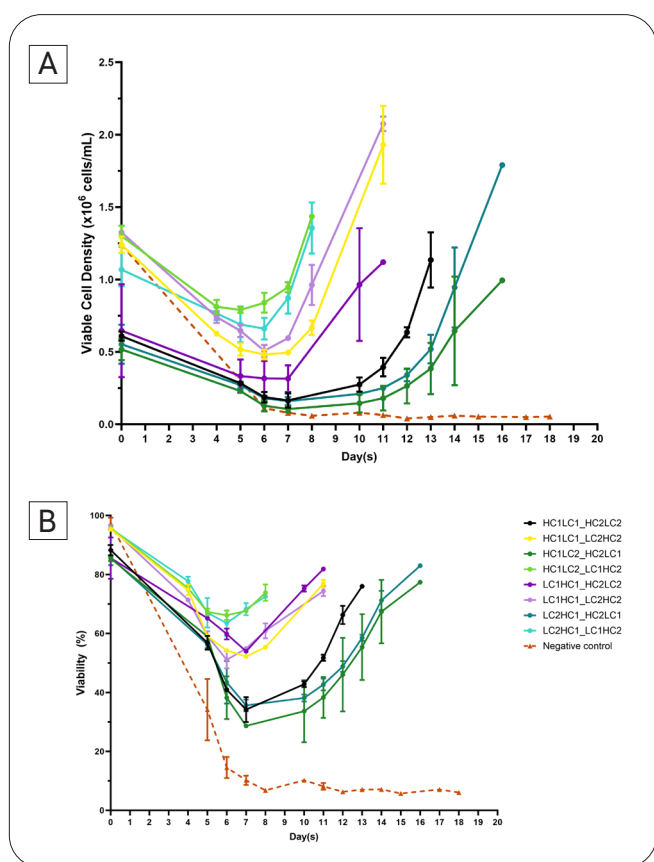 A
Viable Cell Density (x10⁶ cells/mL)
2.5
2.0
1.5
1.0
0.5
0.0
0 1 2 3 4 5 6 7 8 9 10 11 12 13 14 15 16 17 18 19 20
Day(s)
B
Viability (%)
100
80
60
40
20
0
0 1 2 3 4 5 6 7 8 9 10 11 12 13 14 15 16 17 18 19 20
Day(s)
HC1LC1_HC2LC2
HC1LC1_LC2HC2
HC1LC2_HC2LC1
HC1LC2_LC1HC2
LC1HC1_HC2LC2
LC1HC1_LC2HC2
LC2HC1_HC2LC1
LC2HC1_LC1HC2
Negative control